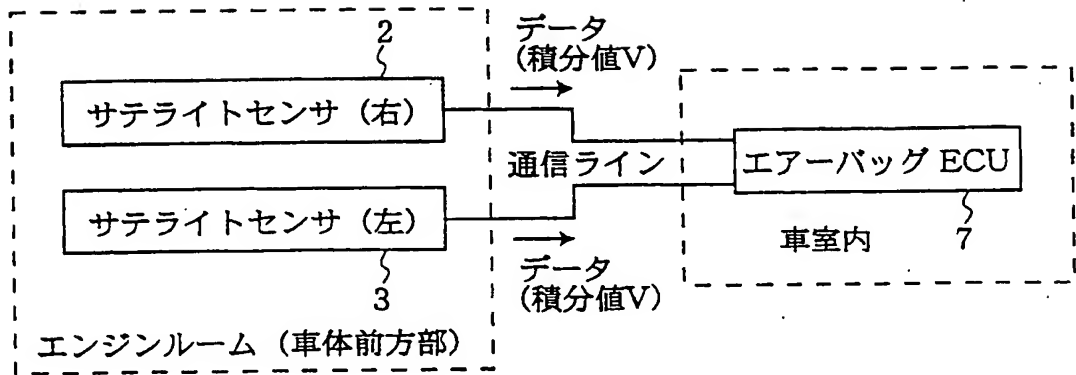 2
サテライトセンサ（右）
サテライトセンサ（左）
3
エンジンルーム（車体前方部）
データ
（積分値V）
通信ライン
データ
（積分値V）
エアーバッグ ECU
車室内
7